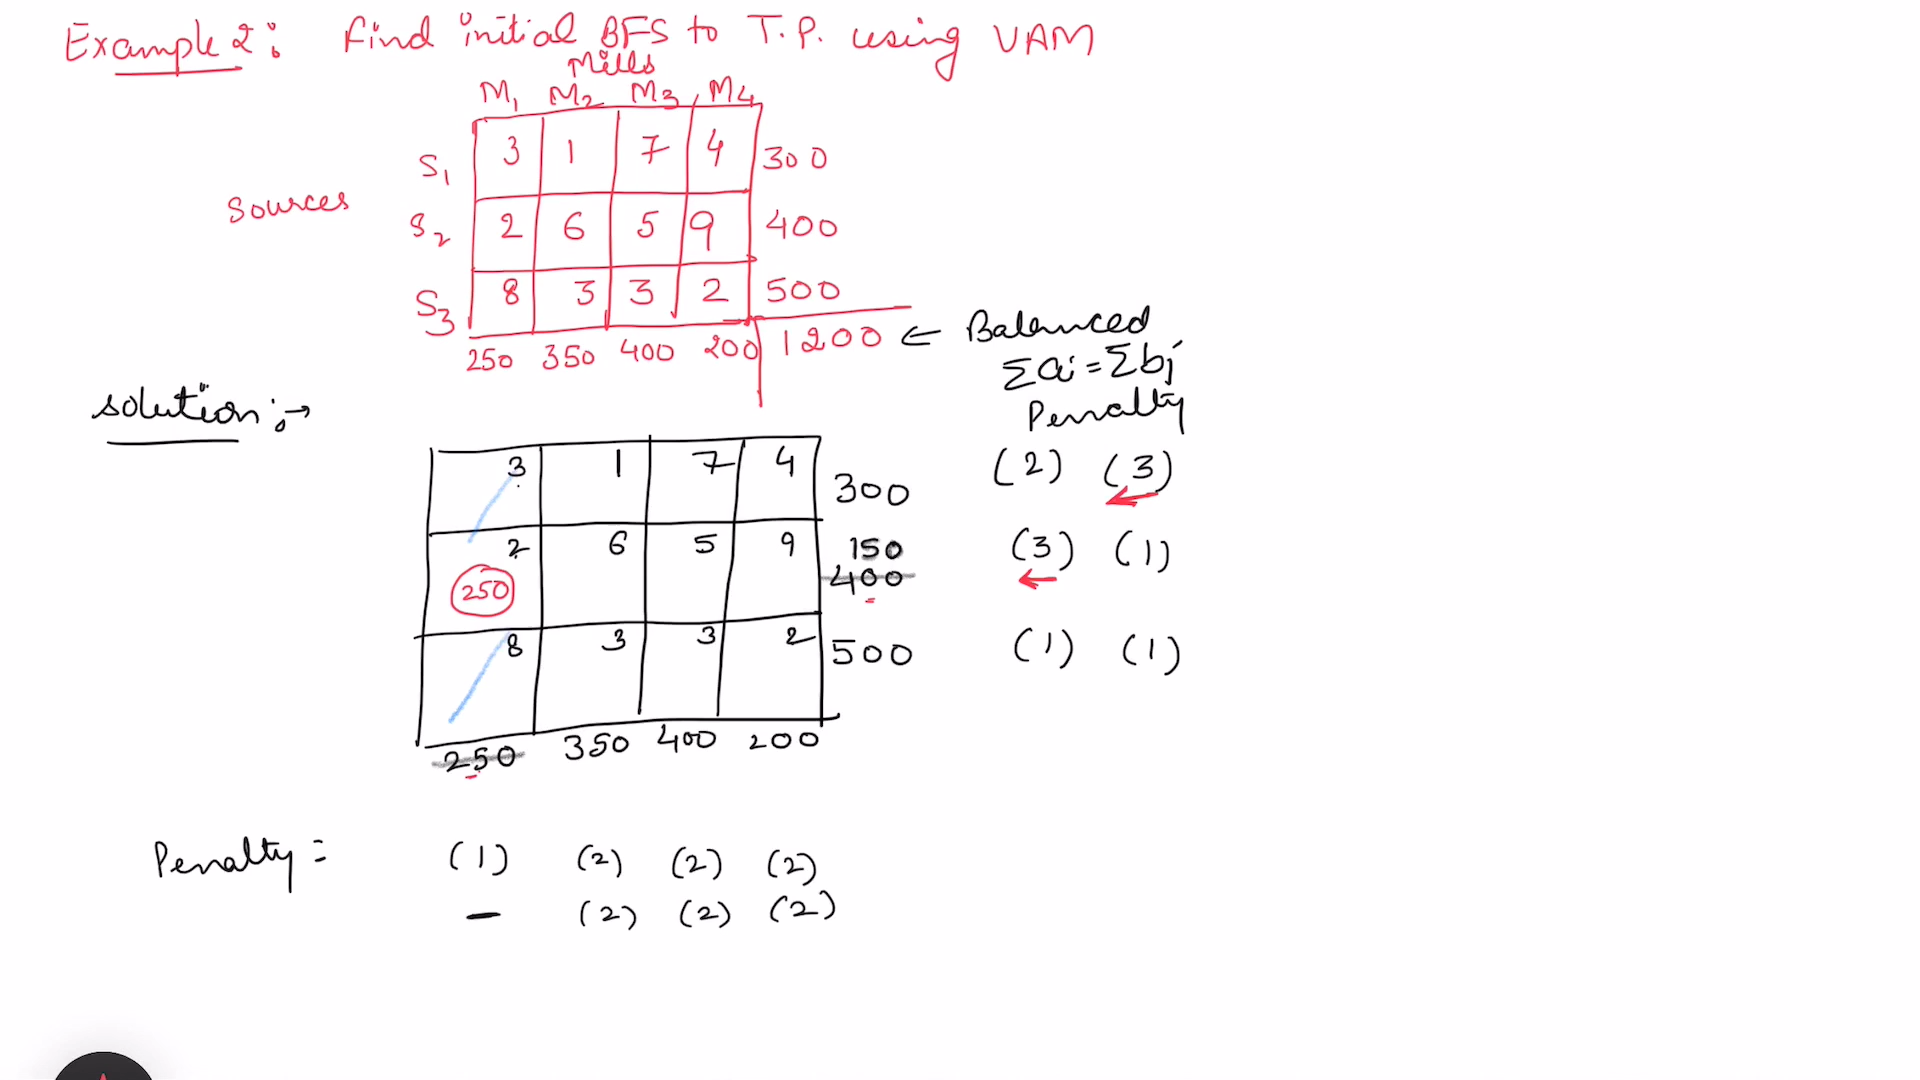 Example 2: Find initial BFS to T.P. using VAM
Mills
M1 M2 M3 M4
S1 3 1 7 4 300
Sources
S2 2 6 5 9 400
S3 8 3 3 2 500
250 350 400 200 1200 ← Balanced
Σai = Σbj
Solution:→
Penalty
3 1 7 4 300 (2) (3)
2 6 5 9 150 (3) (1)
250 400
8 3 3 2 500 (1) (1)
250 350 400 200
Penalty = (1) (2) (2) (2)
- (2) (2) (2)